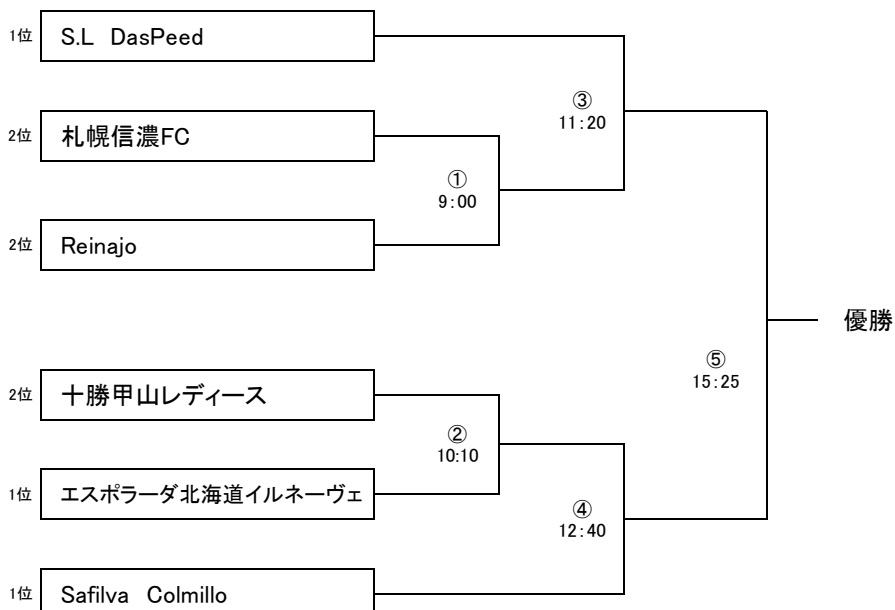 1位 S.L DasPeed
③
11:20
2位 札幌信濃FC
①
9:00
2位 Reinajo
優勝
⑤
15:25
2位 十勝甲山レディース
②
10:10
1位 エスポラーダ北海道イルネーヴェ
④
12:40
1位 Safilva Colmillo